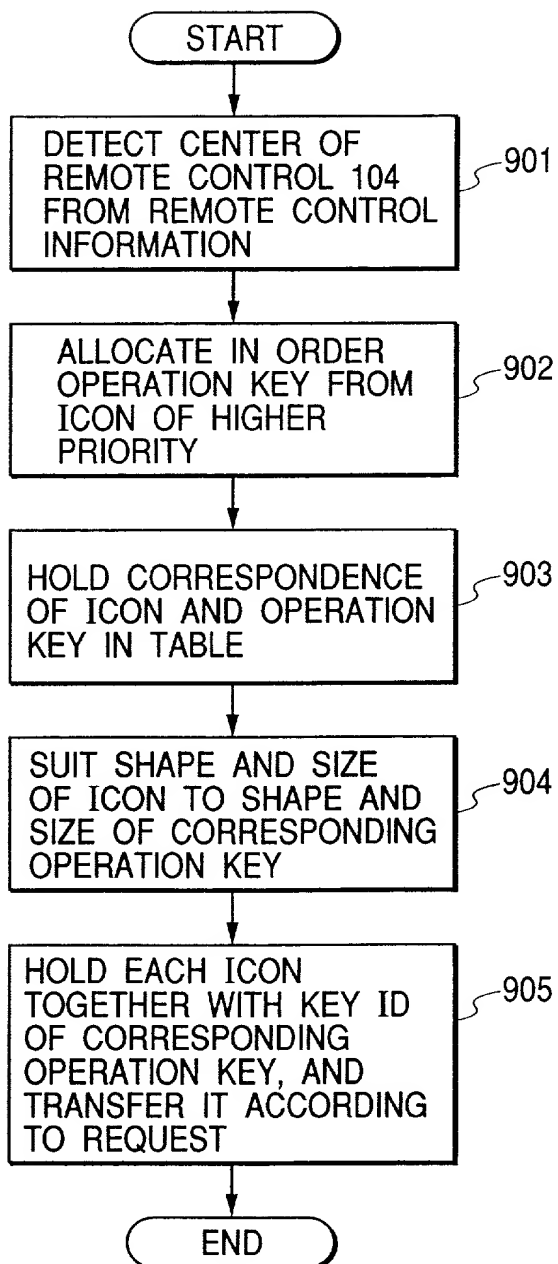 START
DETECT CENTER OF
REMOTE CONTROL 104
FROM REMOTE CONTROL
INFORMATION
901
ALLOCATE IN ORDER
OPERATION KEY FROM
ICON OF HIGHER
PRIORITY
902
HOLD CORRESPONDENCE
OF ICON AND OPERATION
KEY IN TABLE
903
SUIT SHAPE AND SIZE
OF ICON TO SHAPE AND
SIZE OF CORRESPONDING
OPERATION KEY
904
HOLD EACH ICON
TOGETHER WITH KEY ID
OF CORRESPONDING
OPERATION KEY, AND
TRANSFER IT ACCORDING
TO REQUEST
905
END